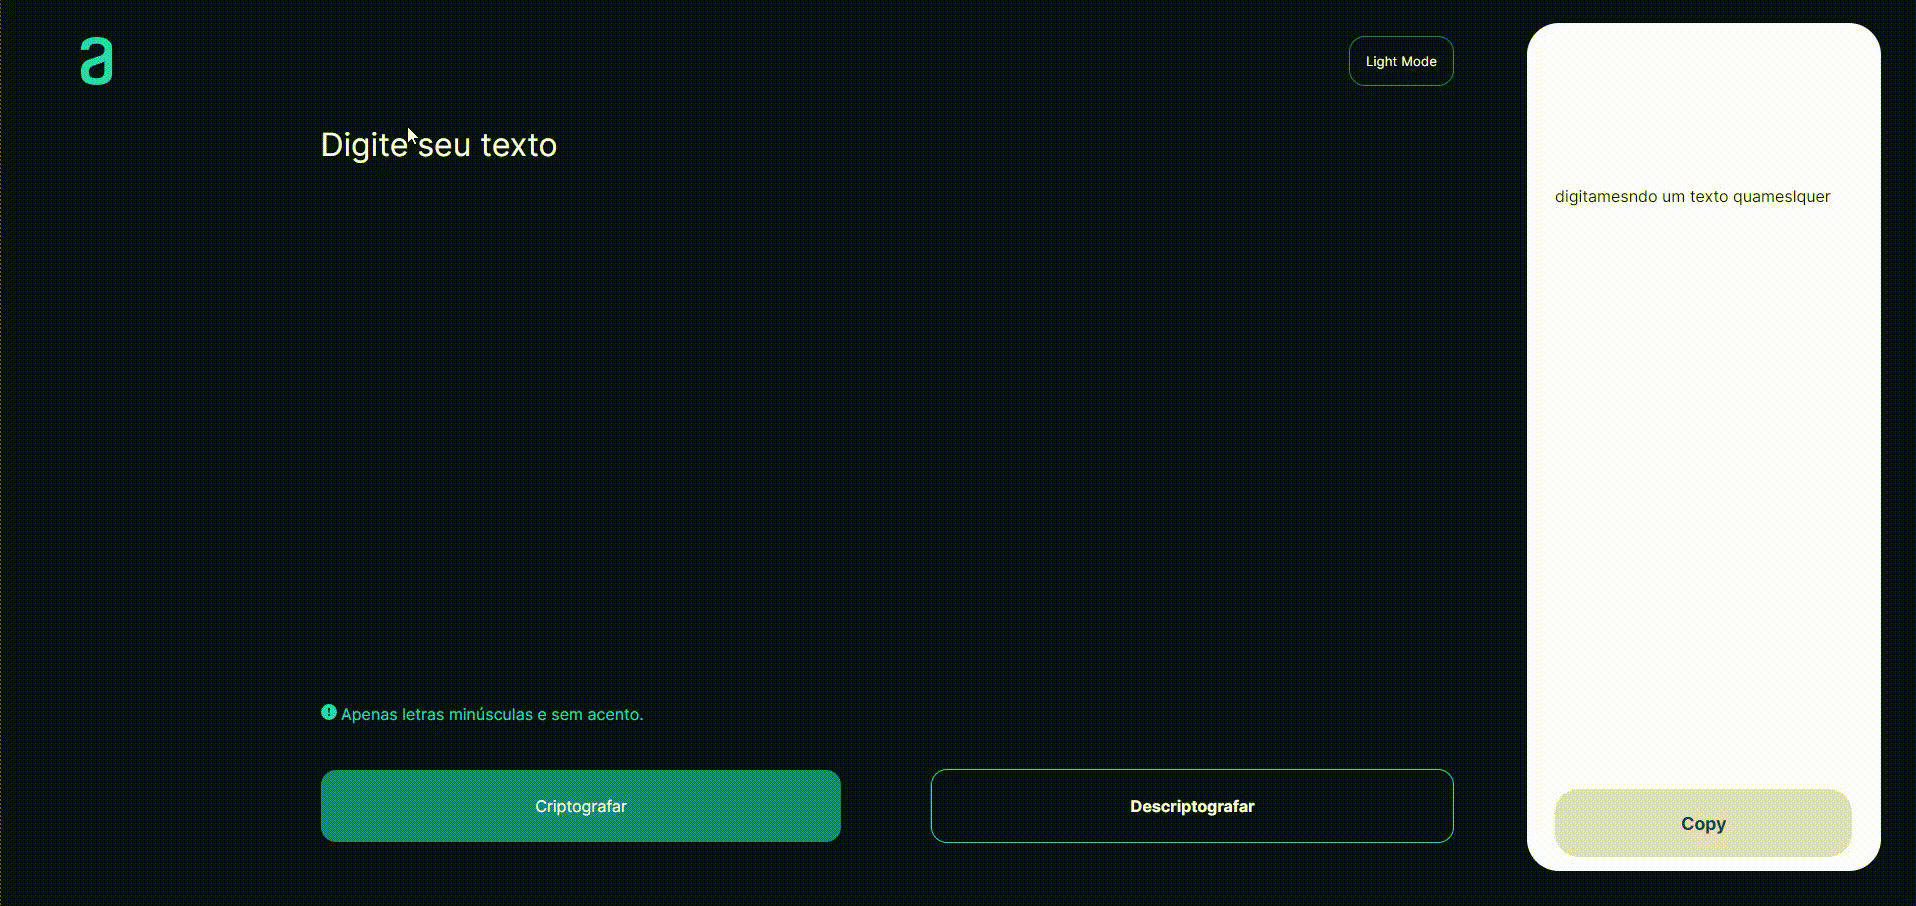 a
Light Mode
Digite seu texto
digitamesndo um texto quameslquer
Apenas letras minúsculas e sem acento.
Criptografar
Descriptografar
Copy